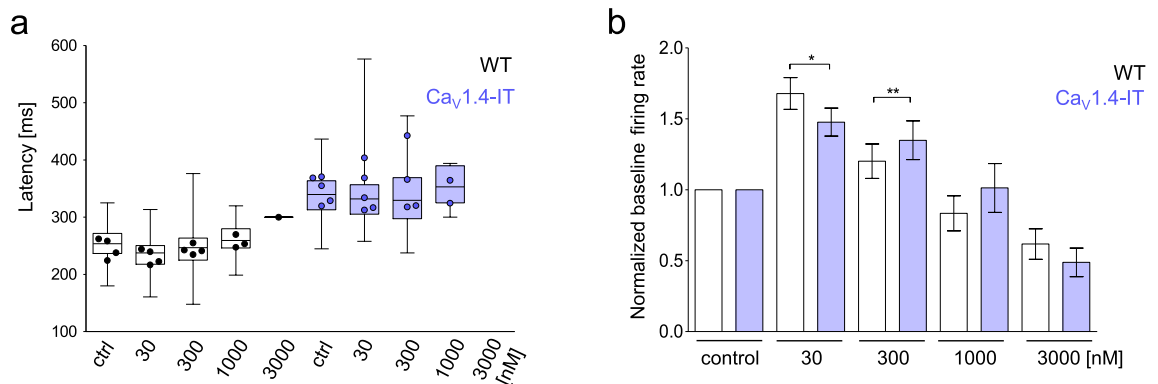 a
600
500
400
300
200
100
Latency [ms]
WT
CaV1.4-IT
ctrl
30
300
1000
3000
ctrl
30
300
1000
3000
[nM]
b
2.0
1.5
1.0
0.5
0.0
Normalized baseline firing rate
*
**
WT
CaV1.4-IT
control
30
300
1000
3000 [nM]